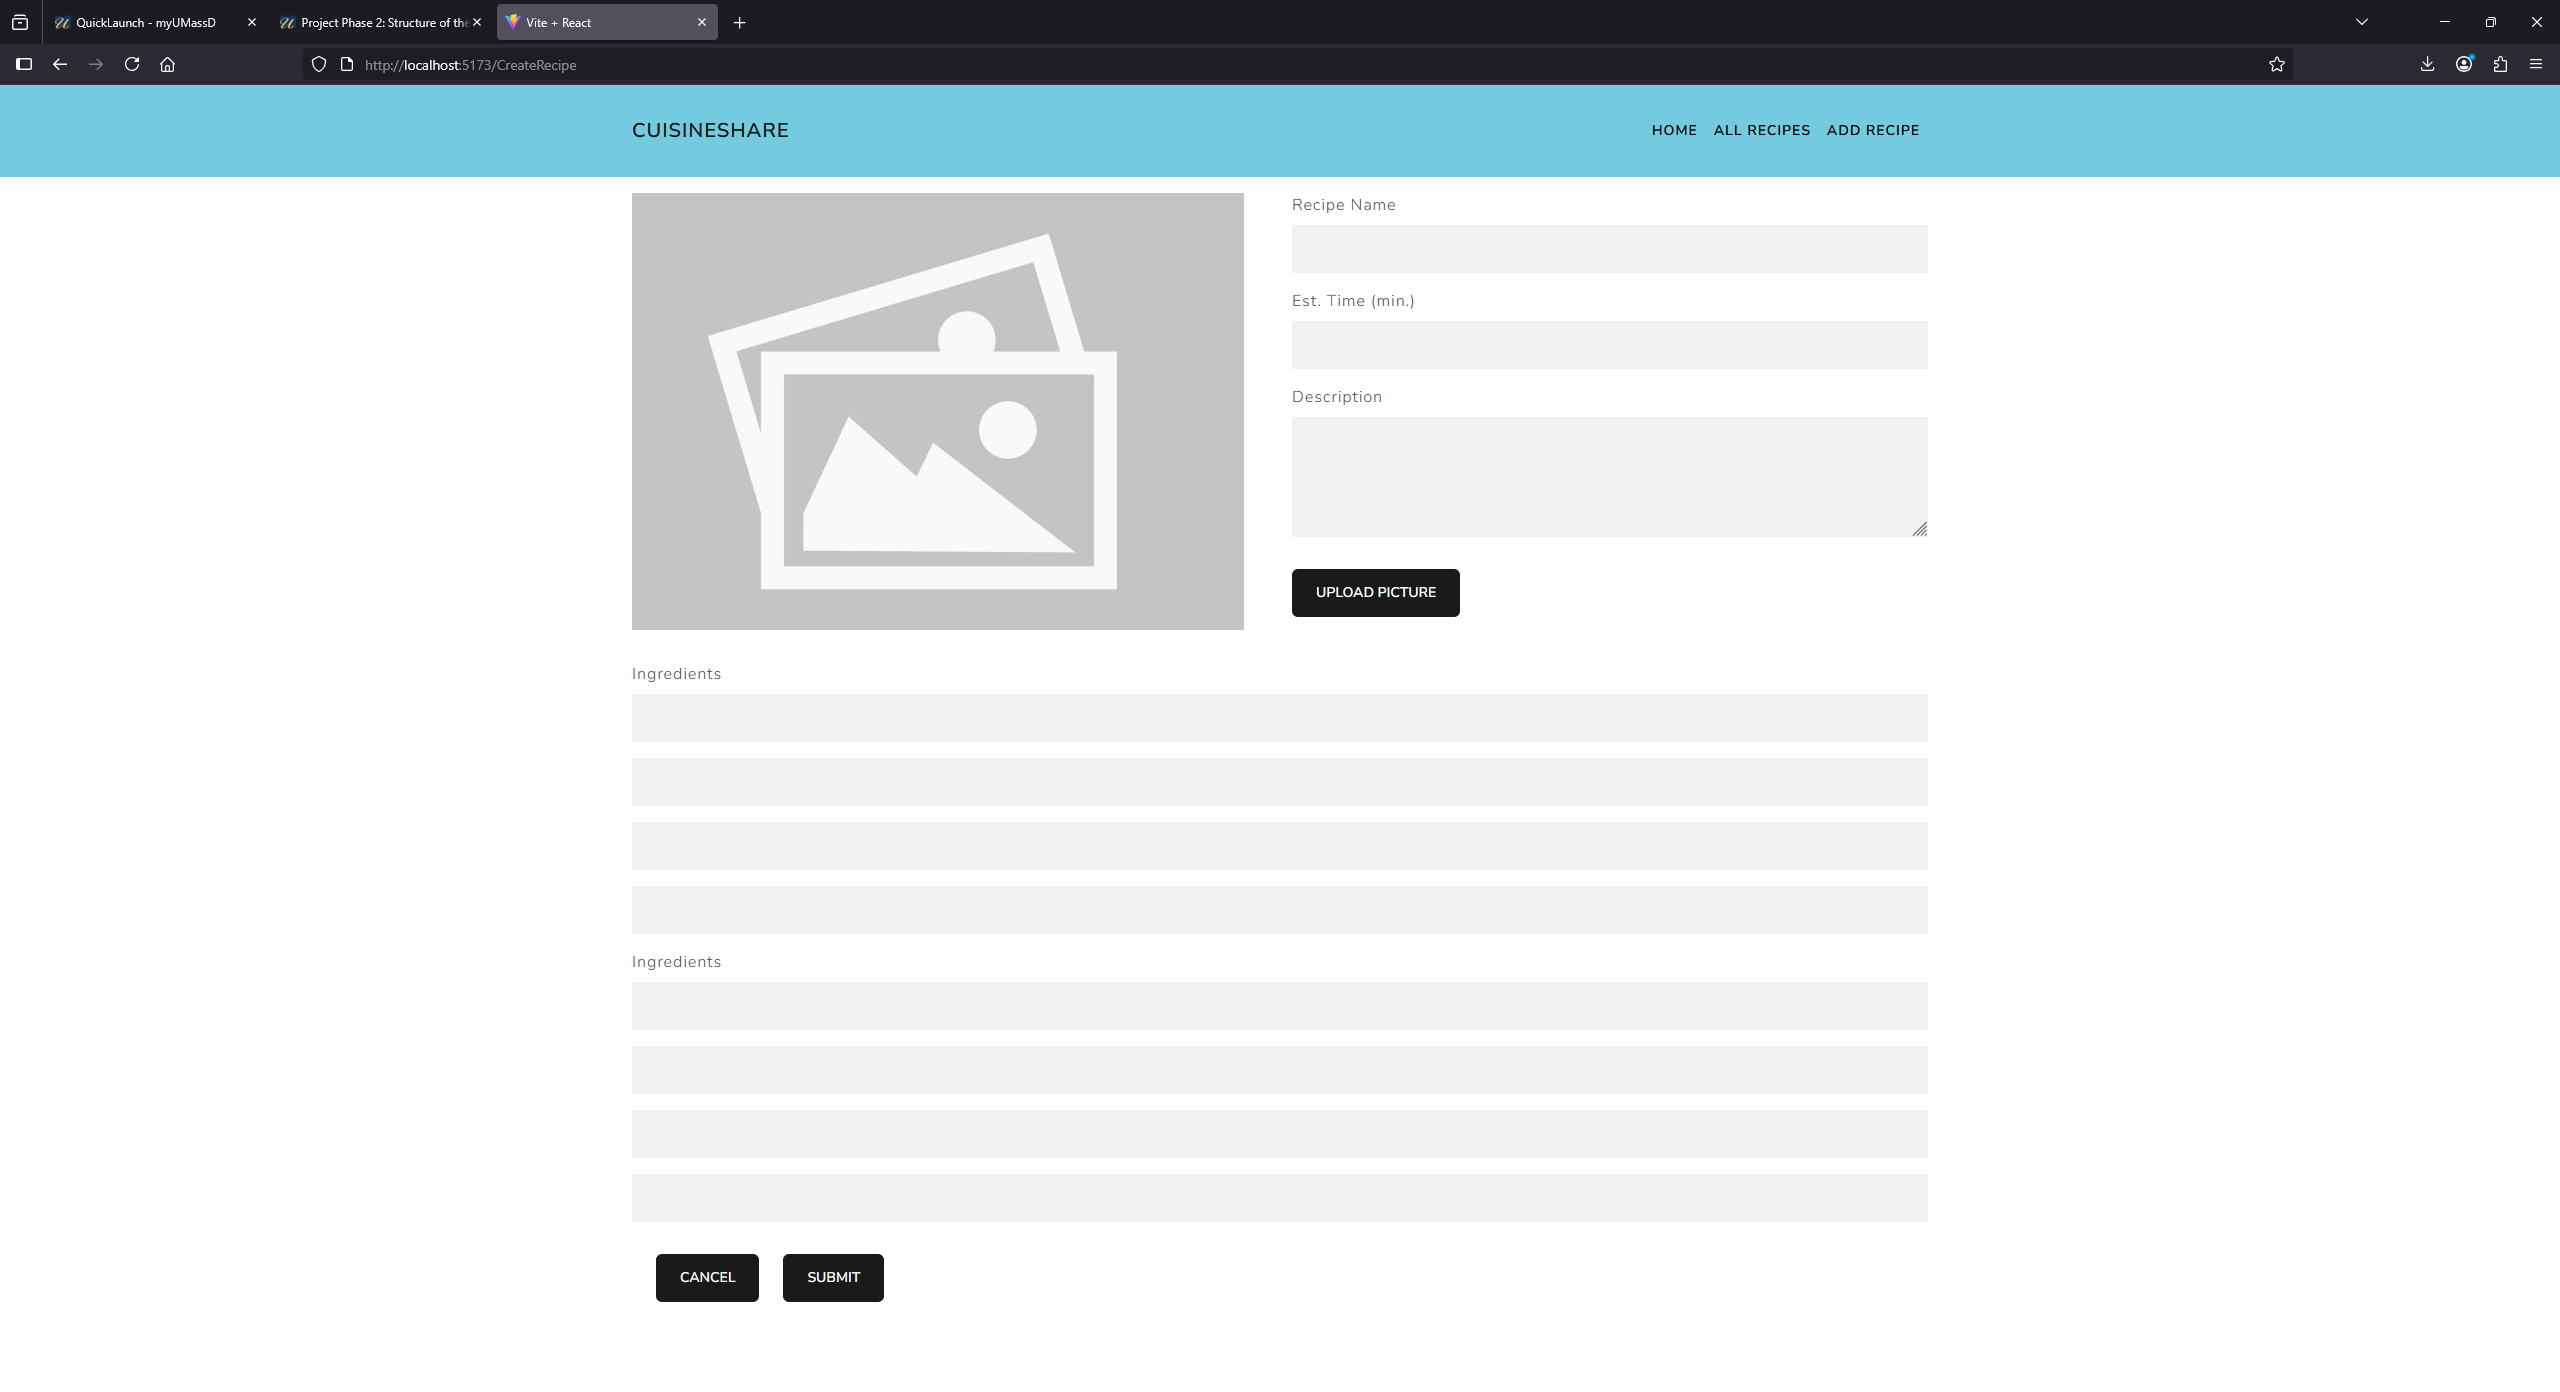 QuickLaunch - myUMassD
Project Phase 2: Structure of the
Vite + React
http://localhost:5173/CreateRecipe
CUISINESHARE
HOME ALL RECIPES ADD RECIPE
Recipe Name
Est. Time (min.)
Description
UPLOAD PICTURE
Ingredients
Ingredients
CANCEL SUBMIT